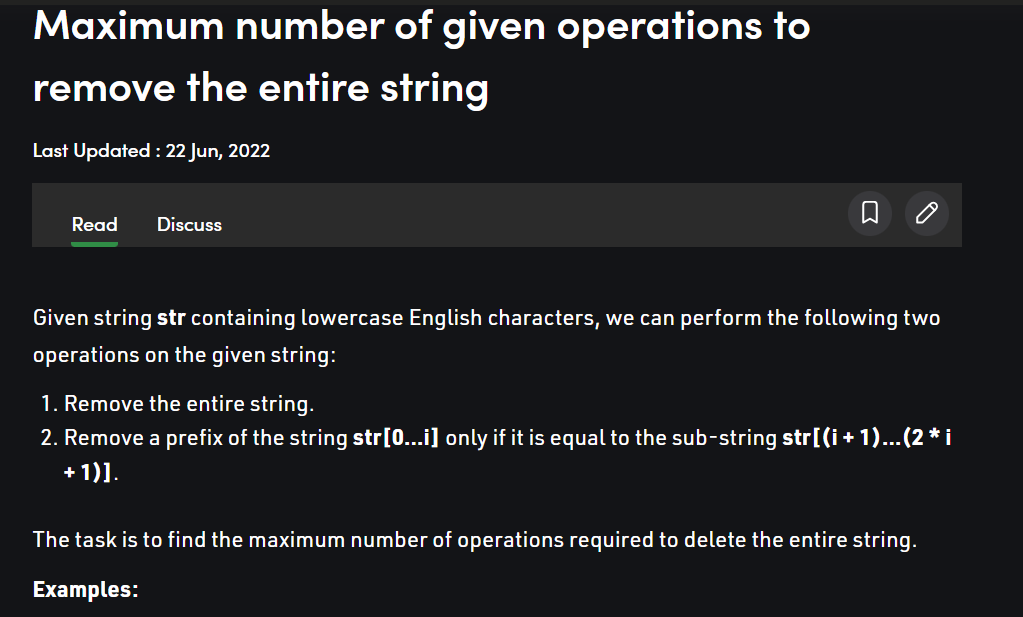 Maximum number of given operations to
remove the entire string
Last Updated : 22 Jun, 2022
Read Discuss
Given string str containing lowercase English characters, we can perform the following two
operations on the given string:
1. Remove the entire string.
2. Remove a prefix of the string str[0…i] only if it is equal to the sub-string str[(i + 1)…(2 * i
+ 1)].
The task is to find the maximum number of operations required to delete the entire string.
Examples: